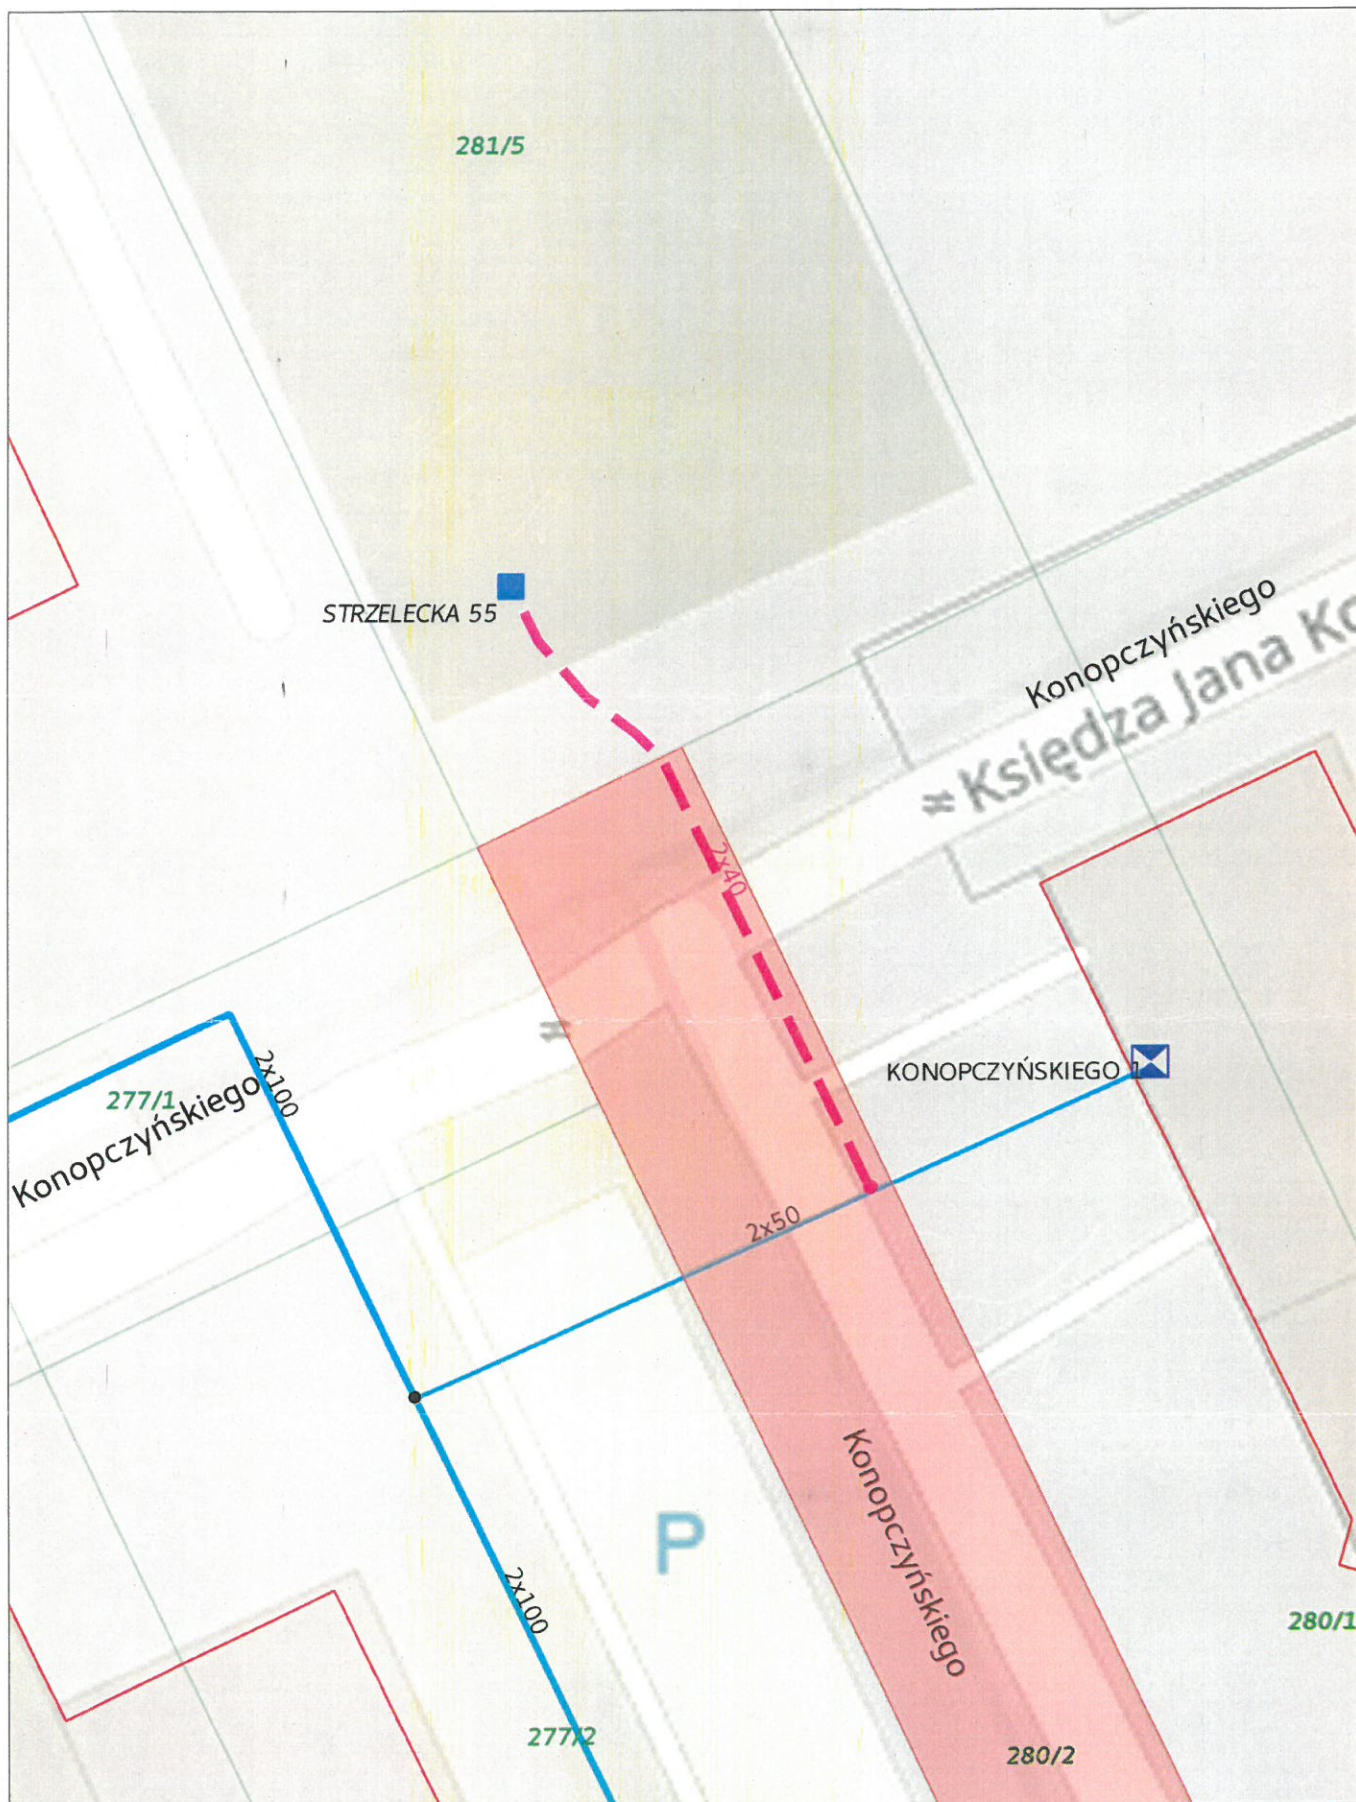 281/5
STRZELECKA 55
Konopczyńskiego
Księdza Jana Ko
2x40
KONOPCZYŃSKIEGO 1
2x100
277/1
Konopczyńskiego
2x50
Konopczyńskiego
P
2x100
280/1
277/2
280/2